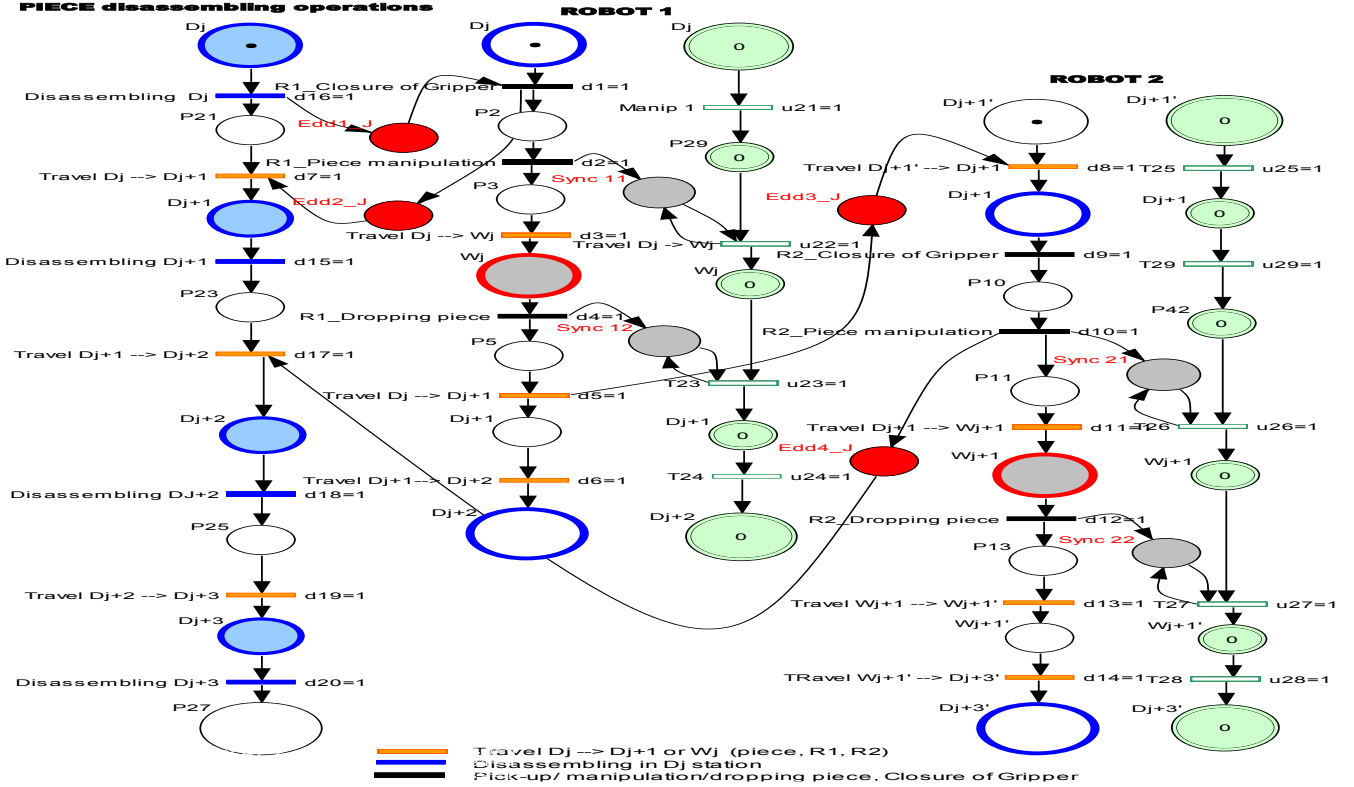 PIECE disassembling operations
Dj
Disassembling Dj
d16=1
P21
Travel Dj --> Dj+1
d7=1
Dj+1
Disassembling Dj+1
d15=1
P23
Travel Dj+1 --> Dj+2
d17=1
Dj+2
Disassembling DJ+2
d18=1
P25
Travel Dj+2 --> Dj+3
d19=1
Dj+3
Disassembling Dj+3
d20=1
P27
Edd1_J
Edd2_J
ROBOT 1
Dj
R1_Closure of Gripper
d1=1
P2
R1_Piece manipulation
d2=1
P3
Travel Dj --> Wj
d3=1
Wj
R1_Dropping piece
d4=1
P5
Travel Dj --> Dj+1
d5=1
Dj+1
Travel Dj+1--> Dj+2
d6=1
Dj+2
Sync 11
Sync 12
Dj
o
Manip 1
u21=1
P29
o
Travel Dj -> Wj
u22=1
Wj
o
T23
u23=1
Dj+1
o
T24
u24=1
Dj+2
o
Edd3_J
Edd4_J
ROBOT 2
Dj+1'
Travel Dj+1' --> Dj+1
d8=1
Dj+1
R2_Closure of Gripper
d9=1
P10
R2_Piece manipulation
d10=1
P11
Travel Dj+1 --> Wj+1
d11=1
Wj+1
R2_Dropping piece
d12=1
P13
Travel Wj+1 --> Wj+1'
d13=1
Wj+1'
TRavel Wj+1' --> Dj+3'
d14=1
Dj+3'
Sync 21
Sync 22
Dj+1'
o
T25
u25=1
Dj+1
o
T29
u29=1
P42
o
T26
u26=1
Wj+1
o
T27
u27=1
Wj+1'
o
T28
u28=1
Dj+3'
o
Travel Dj --> Dj+1 or Wj (piece, R1, R2)
Disassembling in Dj station
Pick-up/ manipulation/dropping piece, Closure of Gripper